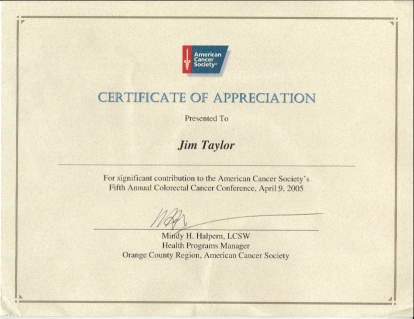 American
Cancer
Society®
CERTIFICATE OF APPRECIATION
Presented To
Jim Taylor
For significant contribution to the American Cancer Society's
Fifth Annual Colorectal Cancer Conference, April 9, 2005
Mindy H. Halpern, LCSW
Health Programs Manager
Orange County Region, American Cancer Society